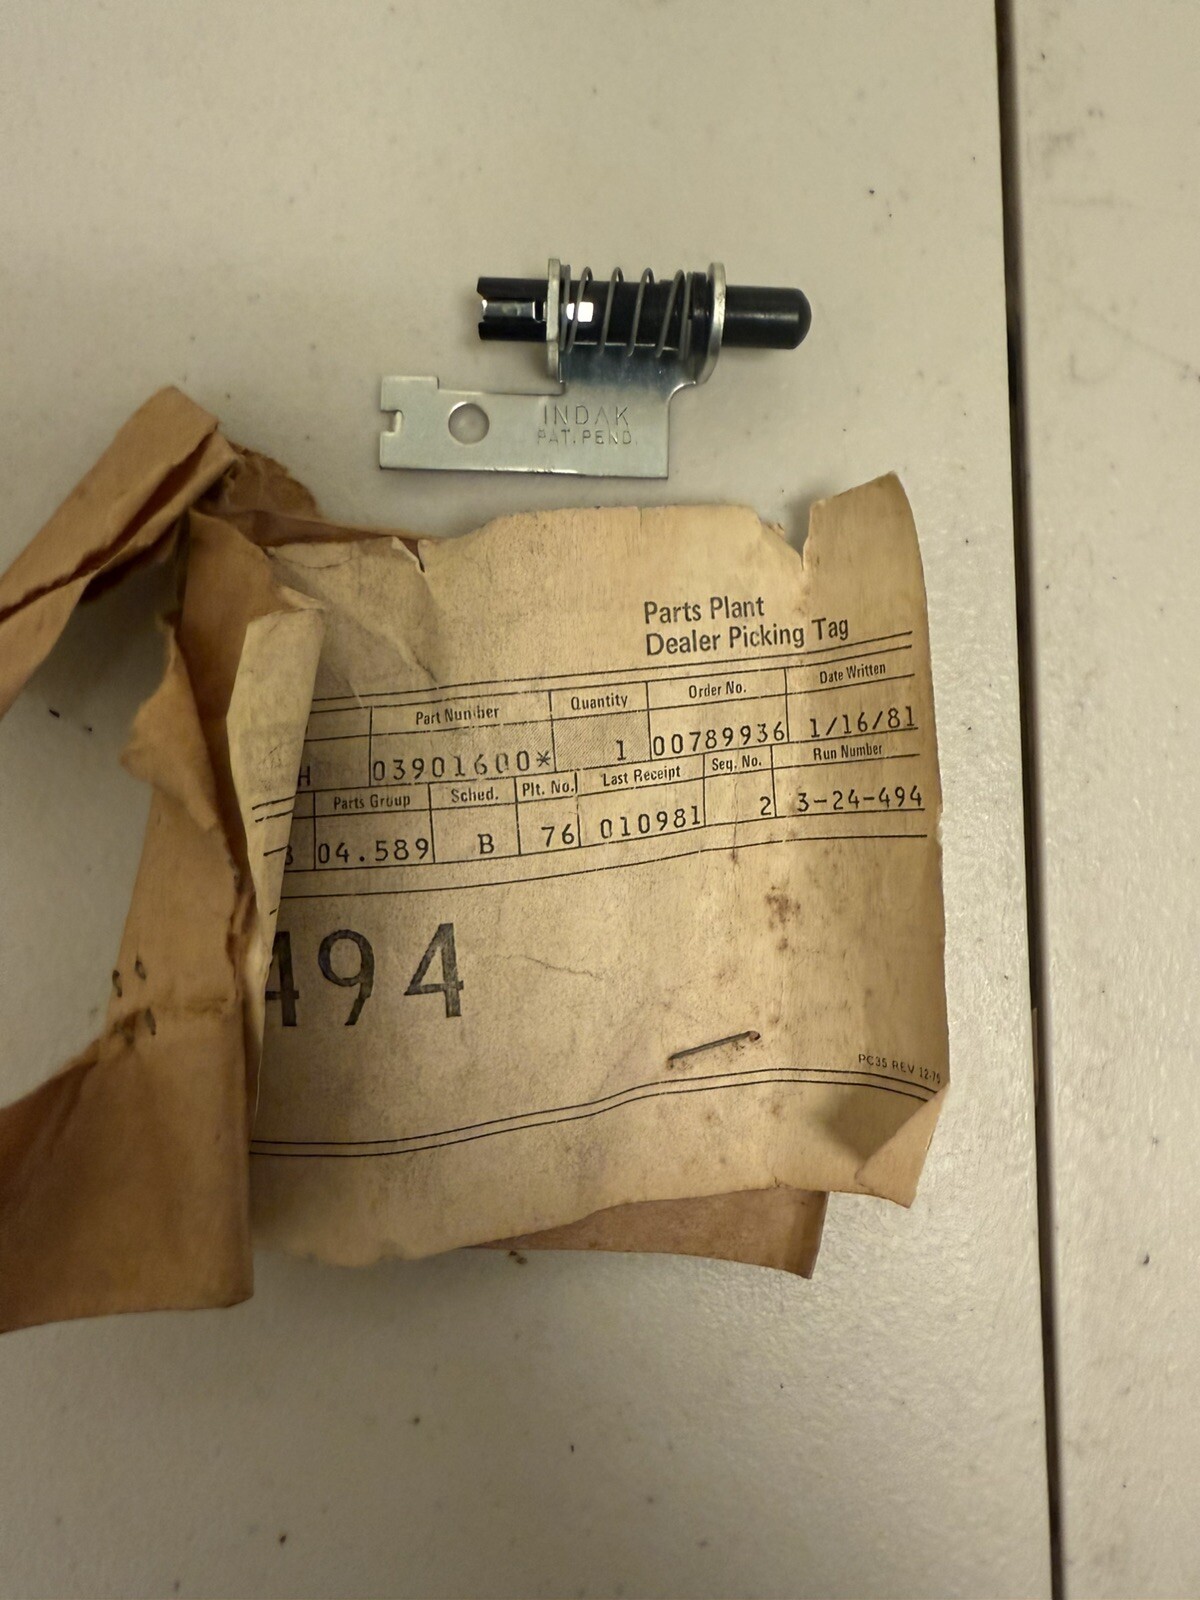 INDAK
PAT. PEND.
Parts Plant
Dealer Picking Tag
Part Number Quantity Order No. Date Written
H 03901600* 1 00789936 1/16/81
Parts Group Sched. Plt. No. Last Receipt Seq. No. Run Number
04.589 B 76 010981 2 3-24-494
494
PC35 REV 12-75